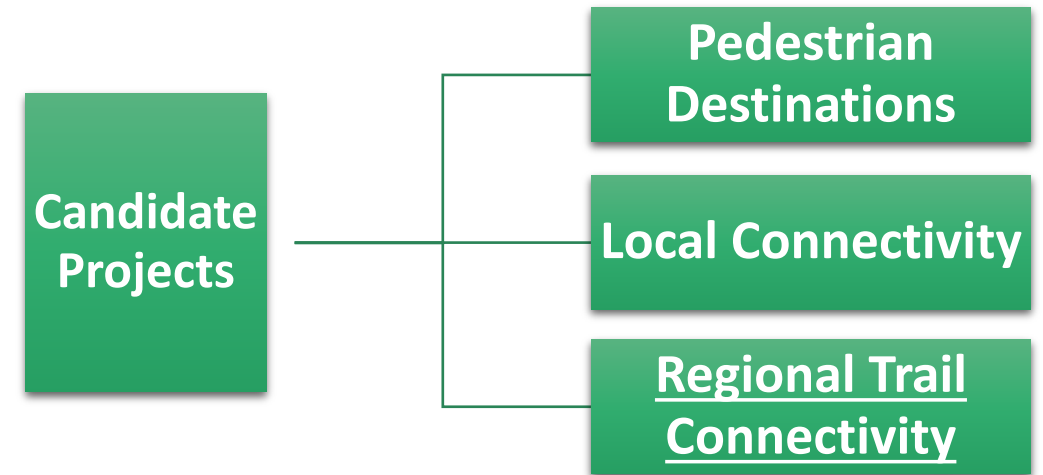 Pedestrian
Destinations
Candidate
Projects
Local Connectivity
Regional Trail
Connectivity